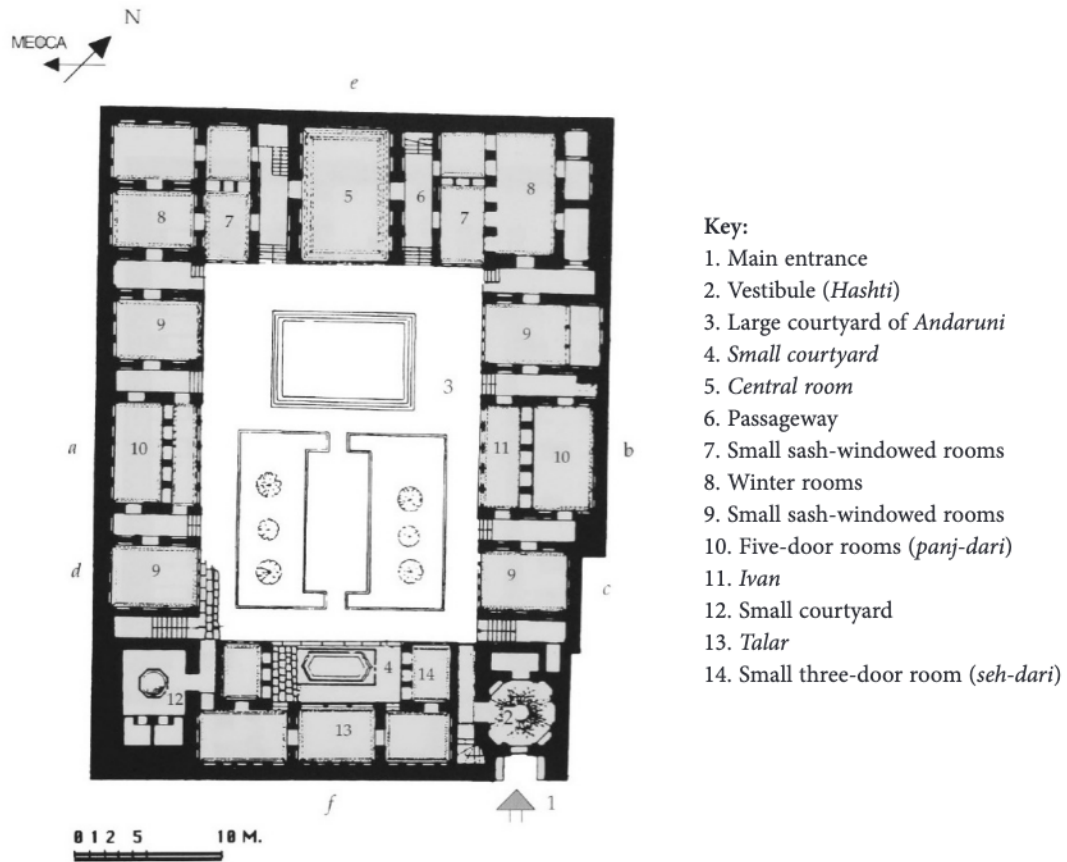 N
MECCA
e
5
6
8
8
7
7
9
9
3
a
10
11
10
b
d
9
9
c
4
14
12
2
13
f
1
0 1 2 5 10 M.
Key:
1. Main entrance
2. Vestibule (Hashti)
3. Large courtyard of Andaruni
4. Small courtyard
5. Central room
6. Passageway
7. Small sash-windowed rooms
8. Winter rooms
9. Small sash-windowed rooms
10. Five-door rooms (panj-dari)
11. Ivan
12. Small courtyard
13. Talar
14. Small three-door room (seh-dari)